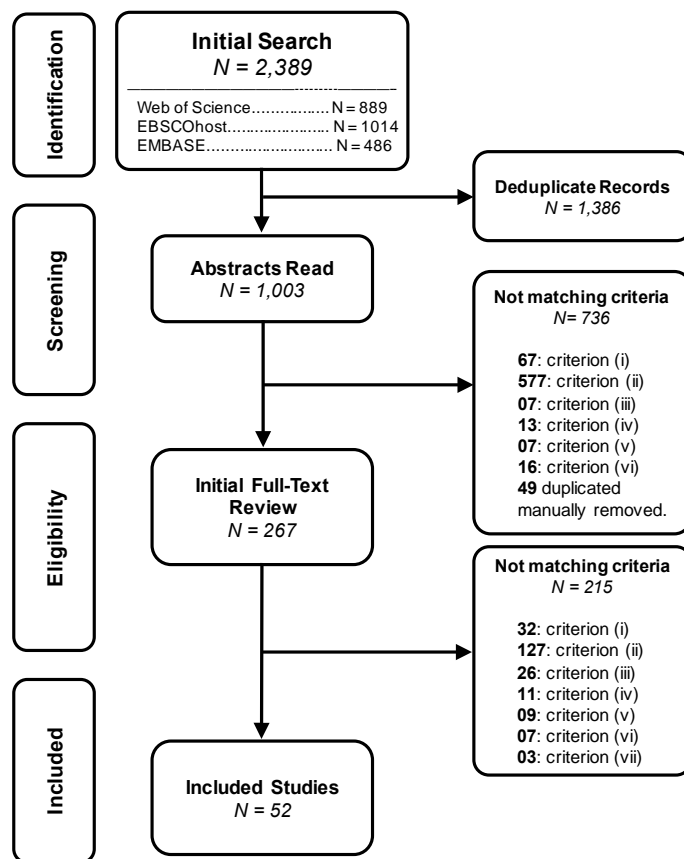 Identification
Initial Search
N = 2,389
Web of Science................ N = 889
EBSCOhost....................... N = 1014
EMBASE............................ N = 486
Deduplicate Records
N = 1,386
Screening
Abstracts Read
N = 1,003
Not matching criteria
N= 736
67: criterion (i)
577: criterion (ii)
07: criterion (iii)
13: criterion (iv)
07: criterion (v)
16: criterion (vi)
49 duplicated
manually removed.
Eligibility
Initial Full-Text
Review
N = 267
Not matching criteria
N = 215
32: criterion (i)
127: criterion (ii)
26: criterion (iii)
11: criterion (iv)
09: criterion (v)
07: criterion (vi)
03: criterion (vii)
Included
Included Studies
N = 52